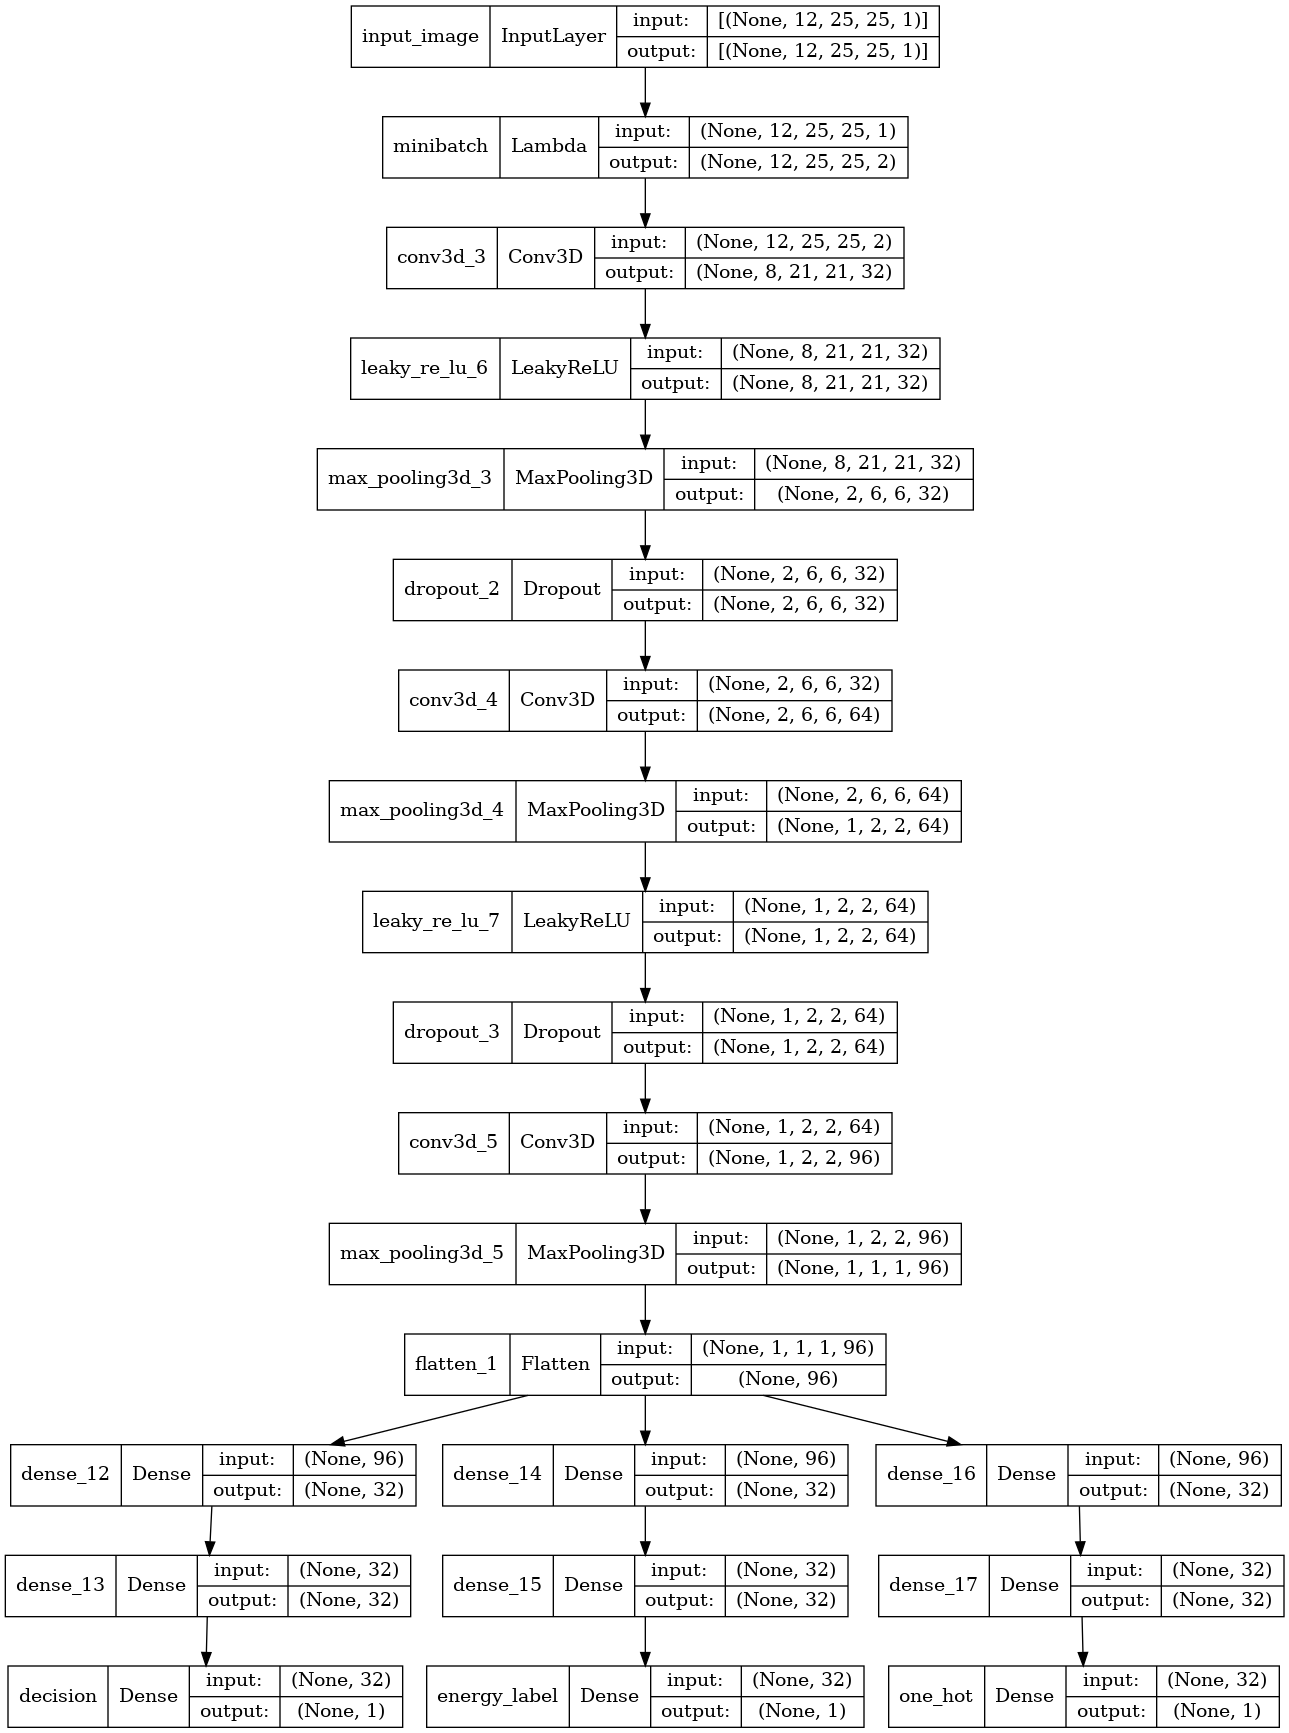 input_image InputLayer input: [(None, 12, 25, 25, 1)]
output: [(None, 12, 25, 25, 1)]
minibatch Lambda input: (None, 12, 25, 25, 1)
output: (None, 12, 25, 25, 2)
conv3d_3 Conv3D input: (None, 12, 25, 25, 2)
output: (None, 8, 21, 21, 32)
leaky_re_lu_6 LeakyReLU input: (None, 8, 21, 21, 32)
output: (None, 8, 21, 21, 32)
max_pooling3d_3 MaxPooling3D input: (None, 8, 21, 21, 32)
output: (None, 2, 6, 6, 32)
dropout_2 Dropout input: (None, 2, 6, 6, 32)
output: (None, 2, 6, 6, 32)
conv3d_4 Conv3D input: (None, 2, 6, 6, 32)
output: (None, 2, 6, 6, 64)
max_pooling3d_4 MaxPooling3D input: (None, 2, 6, 6, 64)
output: (None, 1, 2, 2, 64)
leaky_re_lu_7 LeakyReLU input: (None, 1, 2, 2, 64)
output: (None, 1, 2, 2, 64)
dropout_3 Dropout input: (None, 1, 2, 2, 64)
output: (None, 1, 2, 2, 64)
conv3d_5 Conv3D input: (None, 1, 2, 2, 64)
output: (None, 1, 2, 2, 96)
max_pooling3d_5 MaxPooling3D input: (None, 1, 2, 2, 96)
output: (None, 1, 1, 1, 96)
flatten_1 Flatten input: (None, 1, 1, 1, 96)
output: (None, 96)
dense_12 Dense input: (None, 96)
output: (None, 32)
dense_14 Dense input: (None, 96)
output: (None, 32)
dense_16 Dense input: (None, 96)
output: (None, 32)
dense_13 Dense input: (None, 32)
output: (None, 32)
dense_15 Dense input: (None, 32)
output: (None, 32)
dense_17 Dense input: (None, 32)
output: (None, 32)
decision Dense input: (None, 32)
output: (None, 1)
energy_label Dense input: (None, 32)
output: (None, 1)
one_hot Dense input: (None, 32)
output: (None, 1)